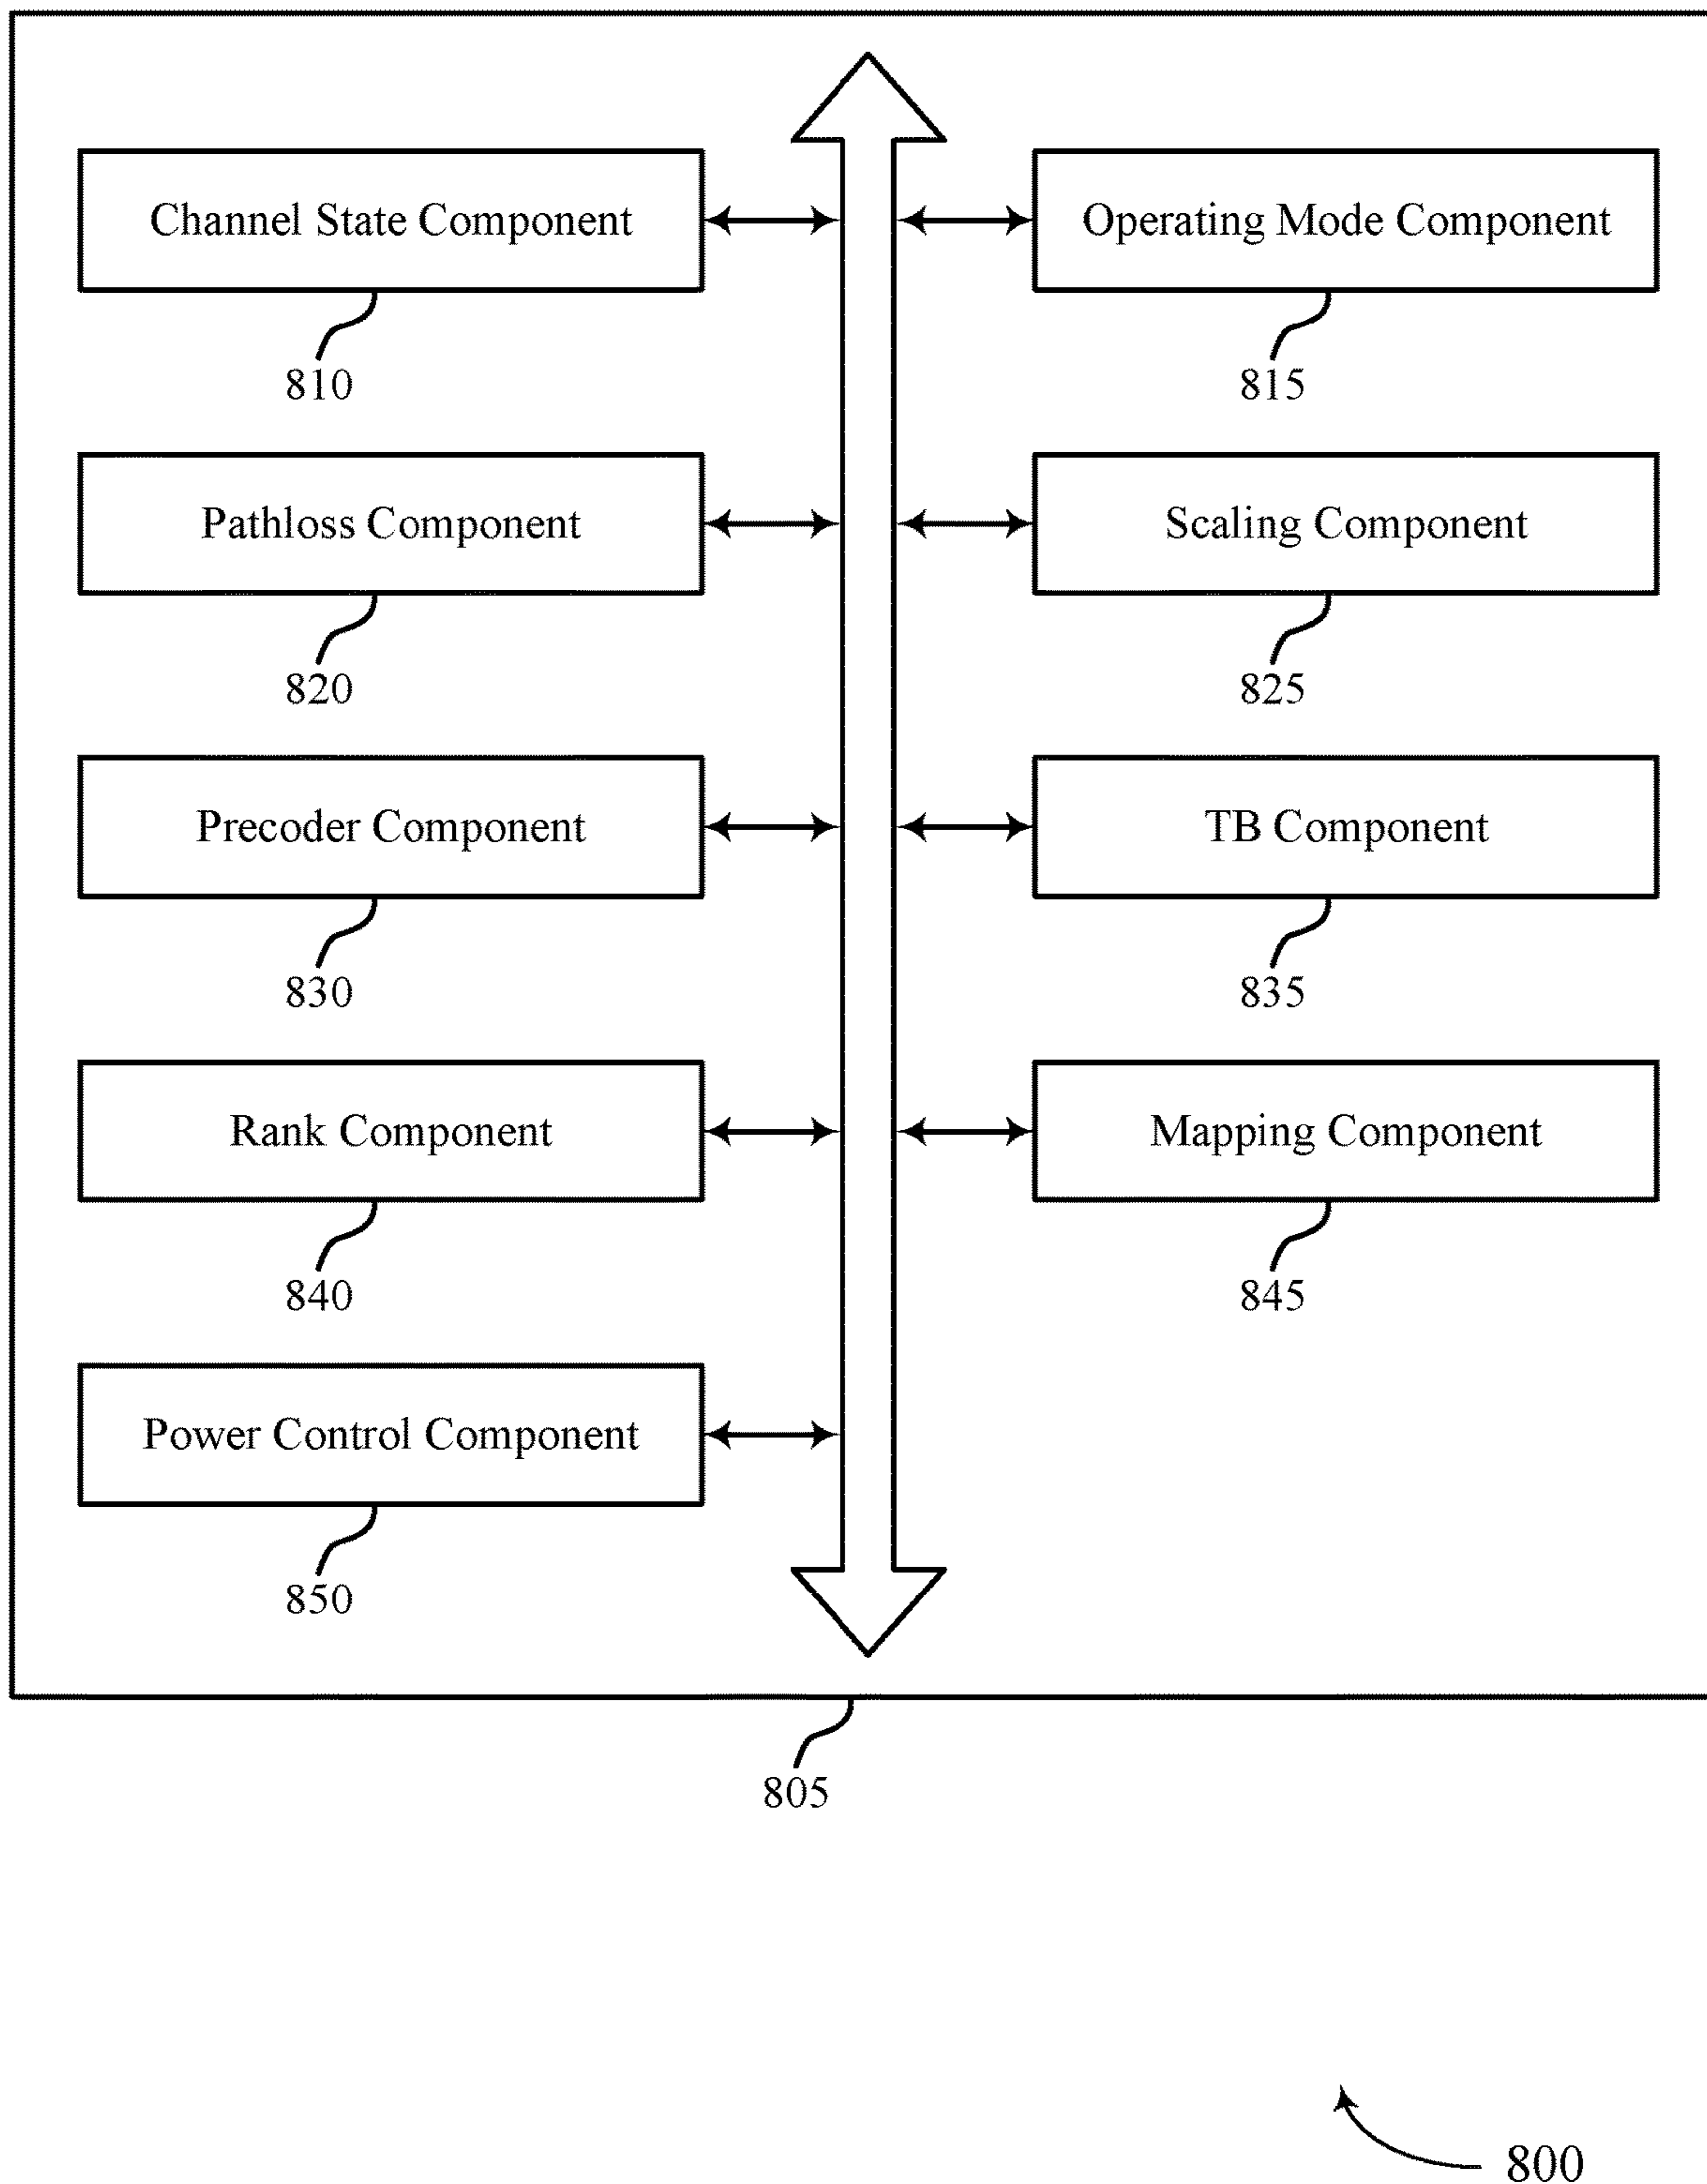 Channel State Component
Operating Mode Component
810
815
Pathloss Component
Scaling Component
820
825
Precoder Component
TB Component
830
835
Rank Component
Mapping Component
840
845
Power Control Component
850
805
800